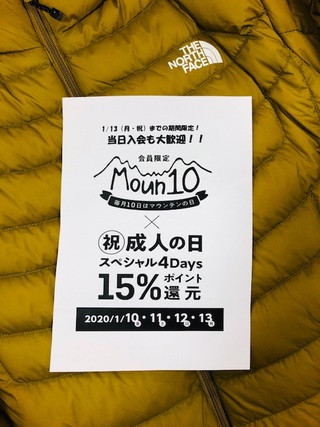 THE
NORTH
FACE
1/13（月・祝）までの期間限定！
当日入会も大歓迎！！
会員限定
Moun10
毎月10日はマウンテンの日
×
祝成人の日
スペシャル4Days
15%ポイント還元
2020/1/10・11・12・13